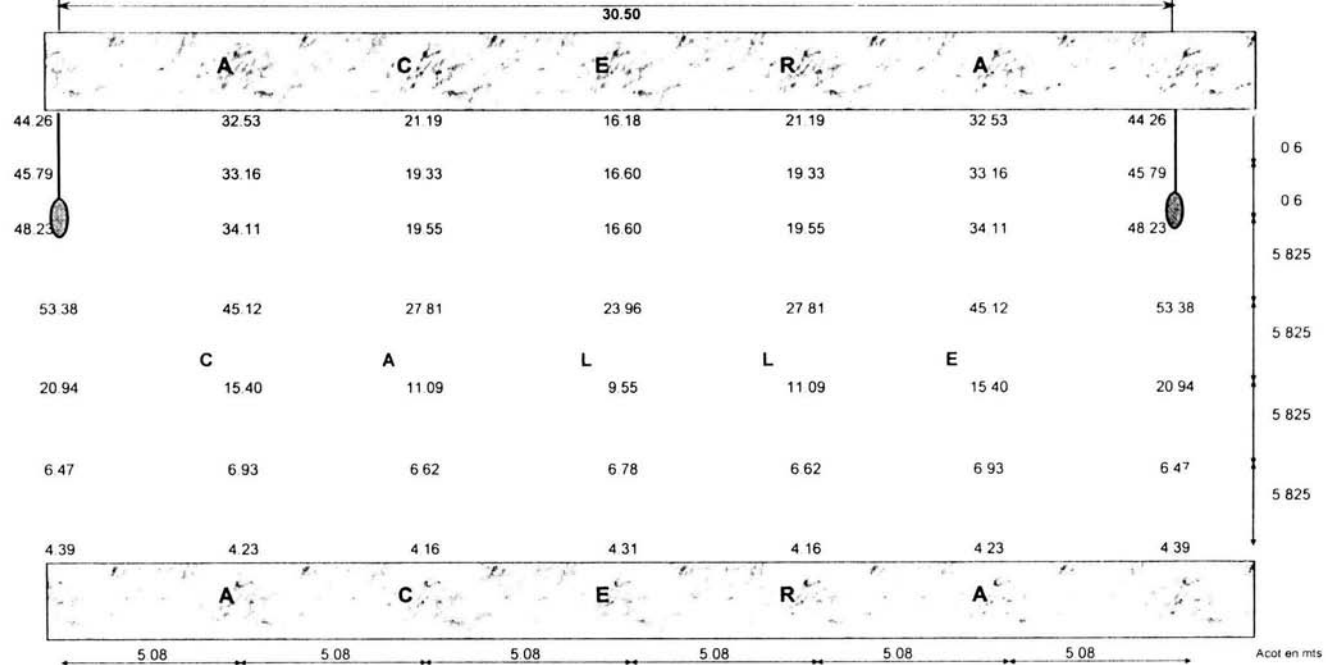 30.50
A C E R A
44 26 32.53 21.19 16.18 21.19 32.53 44 26
0 6
45 79 33.16 19 33 16 60 19 33 33 16 45 79
0 6
48 23 34.11 19 55 16 60 19.55 34 11 48 23
5 825
53 38 45.12 27 81 23 96 27 81 45 12 53 38
5 825
C A L L E
20 94 15.40 11 09 9 55 11 09 15 40 20 94
5 825
6 47 6 93 6 62 6 78 6 62 6 93 6 47
5 825
4 39 4.23 4 16 4 31 4 16 4 23 4 39
A C E R A
5 08 5 08 5 08 5 08 5 08 5 08 Acot en mts